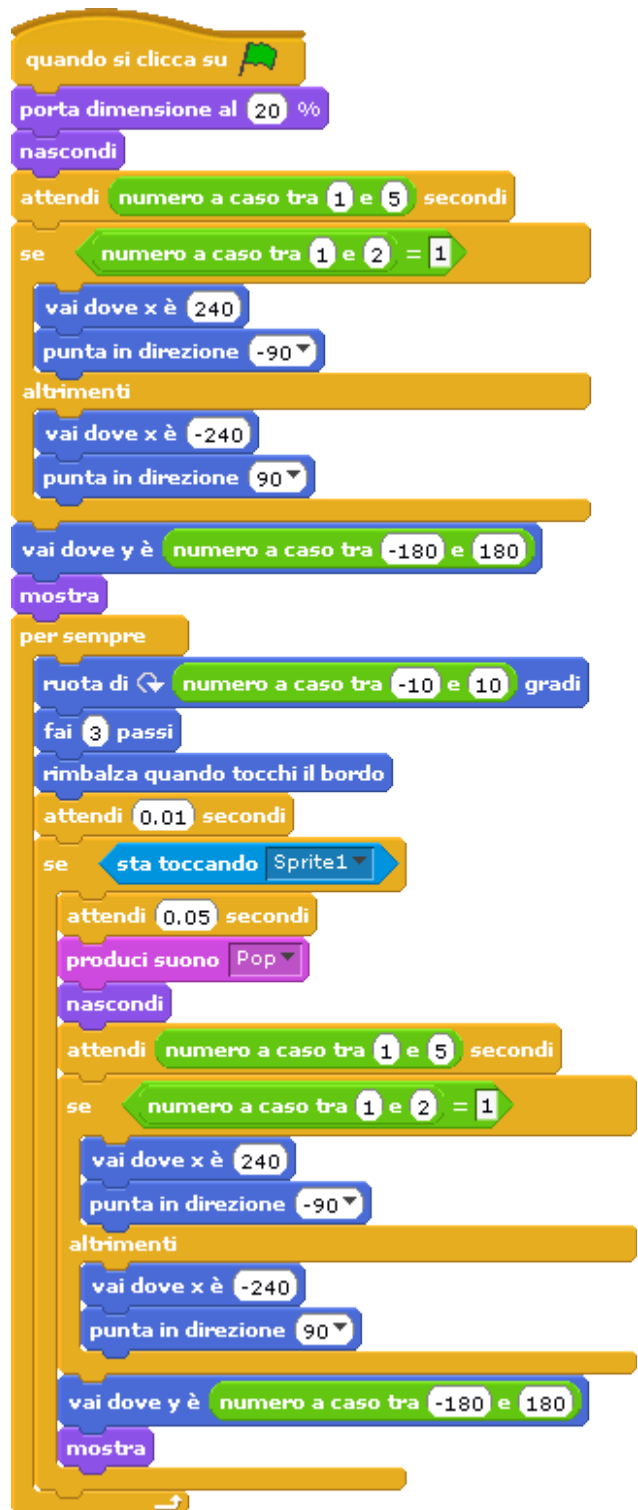 quando si clicca su
porta dimensione al 20 %
nascondi
attendi numero a caso tra 1 e 5 secondi
se numero a caso tra 1 e 2 = 1
vai dove x è 240
punta in direzione -90
altrimenti
vai dove x è -240
punta in direzione 90
vai dove y è numero a caso tra -180 e 180
mostra
per sempre
ruota di numero a caso tra -10 e 10 gradi
fai 3 passi
rimbalza quando tocchi il bordo
attendi 0.01 secondi
se sta toccando Sprite1
attendi 0.05 secondi
produci suono Pop
nascondi
attendi numero a caso tra 1 e 5 secondi
se numero a caso tra 1 e 2 = 1
vai dove x è 240
punta in direzione -90
altrimenti
vai dove x è -240
punta in direzione 90
vai dove y è numero a caso tra -180 e 180
mostra